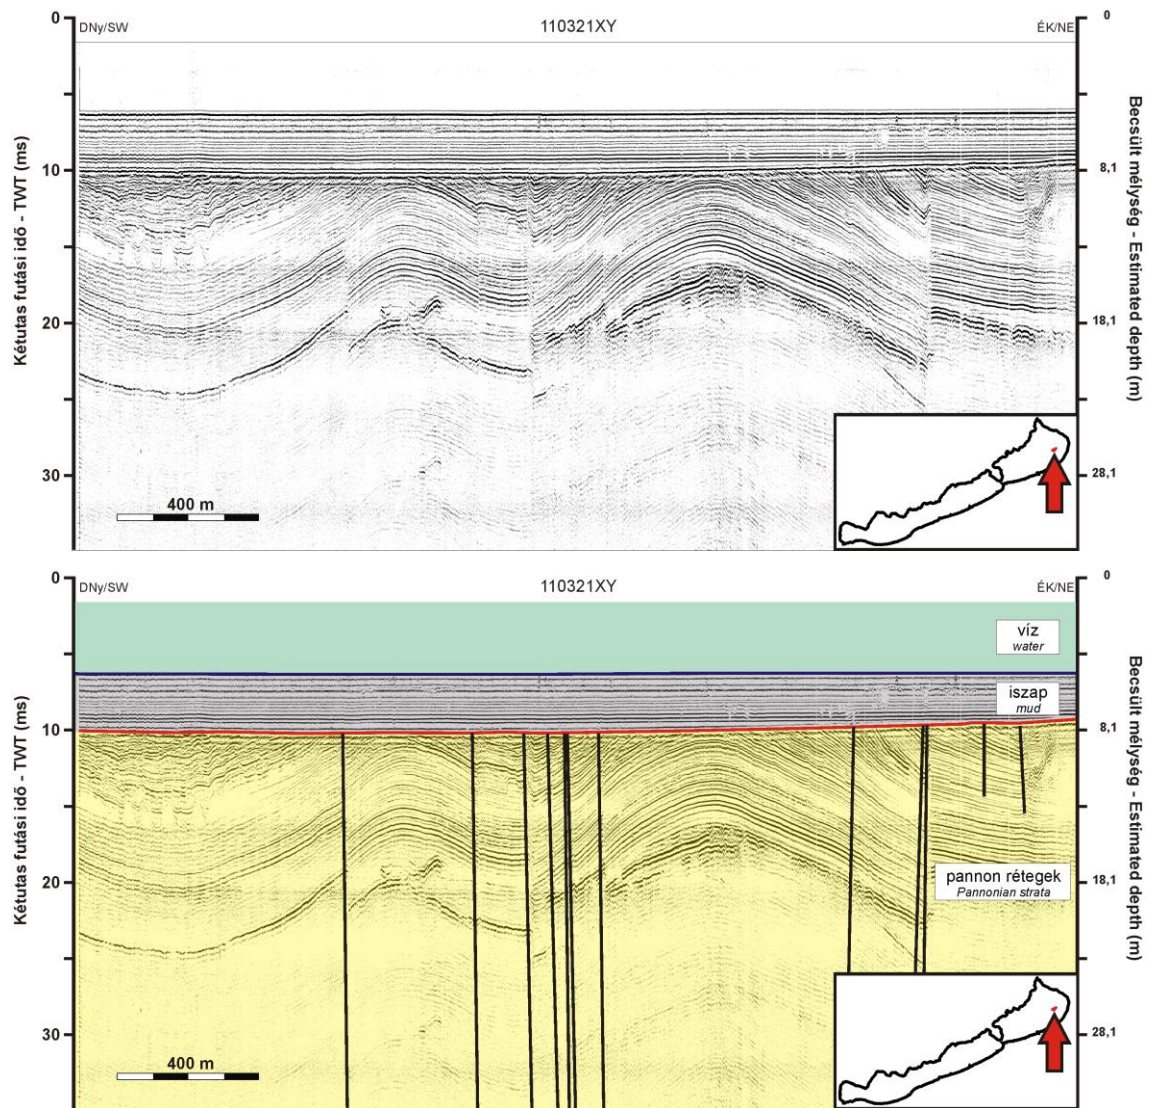 0
DNy/SW
110321XY
ÉK/NE
0
10
8,1
20
18,1
30
28,1
Kétutas futási idő - TWT (ms)
Becsült mélység - Estimated depth (m)
400 m
0
DNy/SW
110321XY
ÉK/NE
0
víz
water
iszap
mud
10
8,1
pannon rétegek
Pannonian strata
20
18,1
30
28,1
Kétutas futási idő - TWT (ms)
Becsült mélység - Estimated depth (m)
400 m